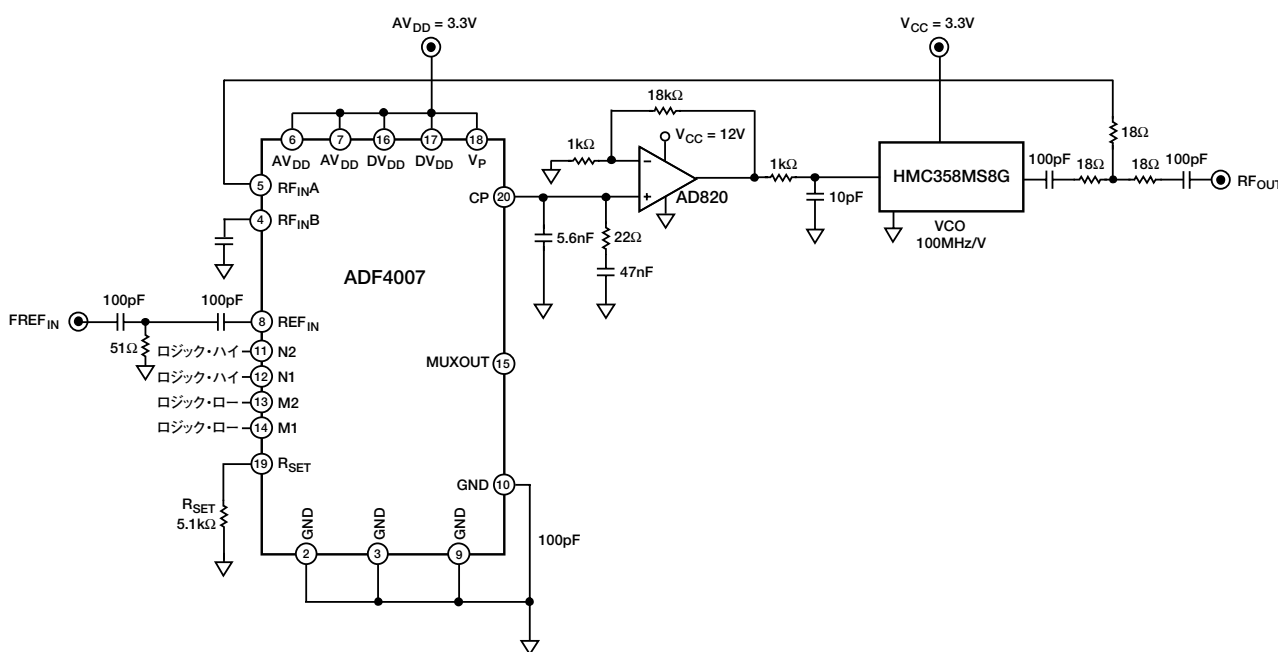 AVDD = 3.3V
VCC = 3.3V
18kΩ
18Ω
6
7
16
17
18
AVDD
AVDD
DVDD
DVDD
VP
1kΩ
VCC = 12V
1kΩ
100pF
18Ω
18Ω
100pF
HMC358MS8G
RFOUT
5
RFINA
CP
20
−
+
AD820
10pF
4
RFINB
5.6nF
22Ω
VCO
100MHz/V
47nF
ADF4007
100pF
100pF
FREFIN
8
REFIN
51Ω
ロジック・ハイ
11
N2
ロジック・ハイ
12
N1
ロジック・ロー
13
M2
ロジック・ロー
14
M1
MUXOUT
15
19
RSET
GND
10
RSET
5.1kΩ
GND
GND
GND
100pF
2
3
9